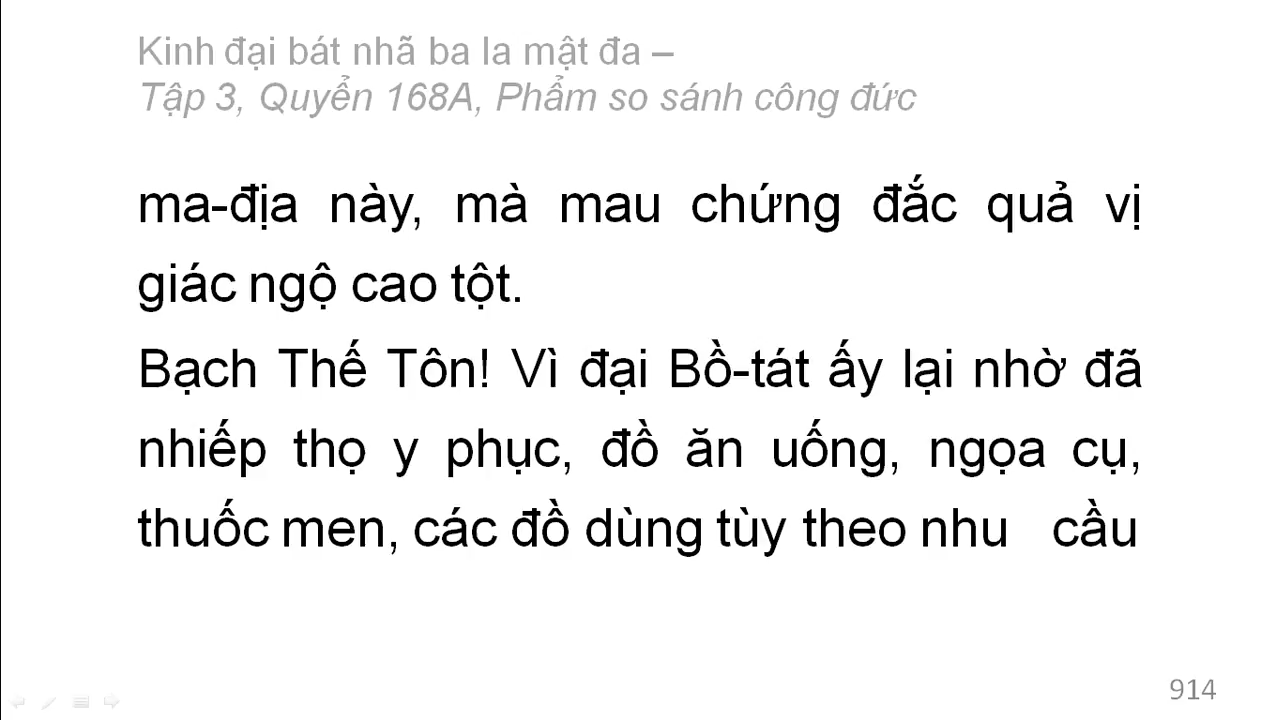 Kinh đại bát nhã ba la mật đa –
Tập 3, Quyển 168A, Phẩm so sánh công đức
ma-địa này, mà mau chứng đắc quả vị
giác ngộ cao tột.
Bạch Thế Tôn! Vì đại Bồ-tát ấy lại nhờ đã
nhiếp thọ y phục, đồ ăn uống, ngọa cụ,
thuốc men, các đồ dùng tùy theo nhu cầu
914